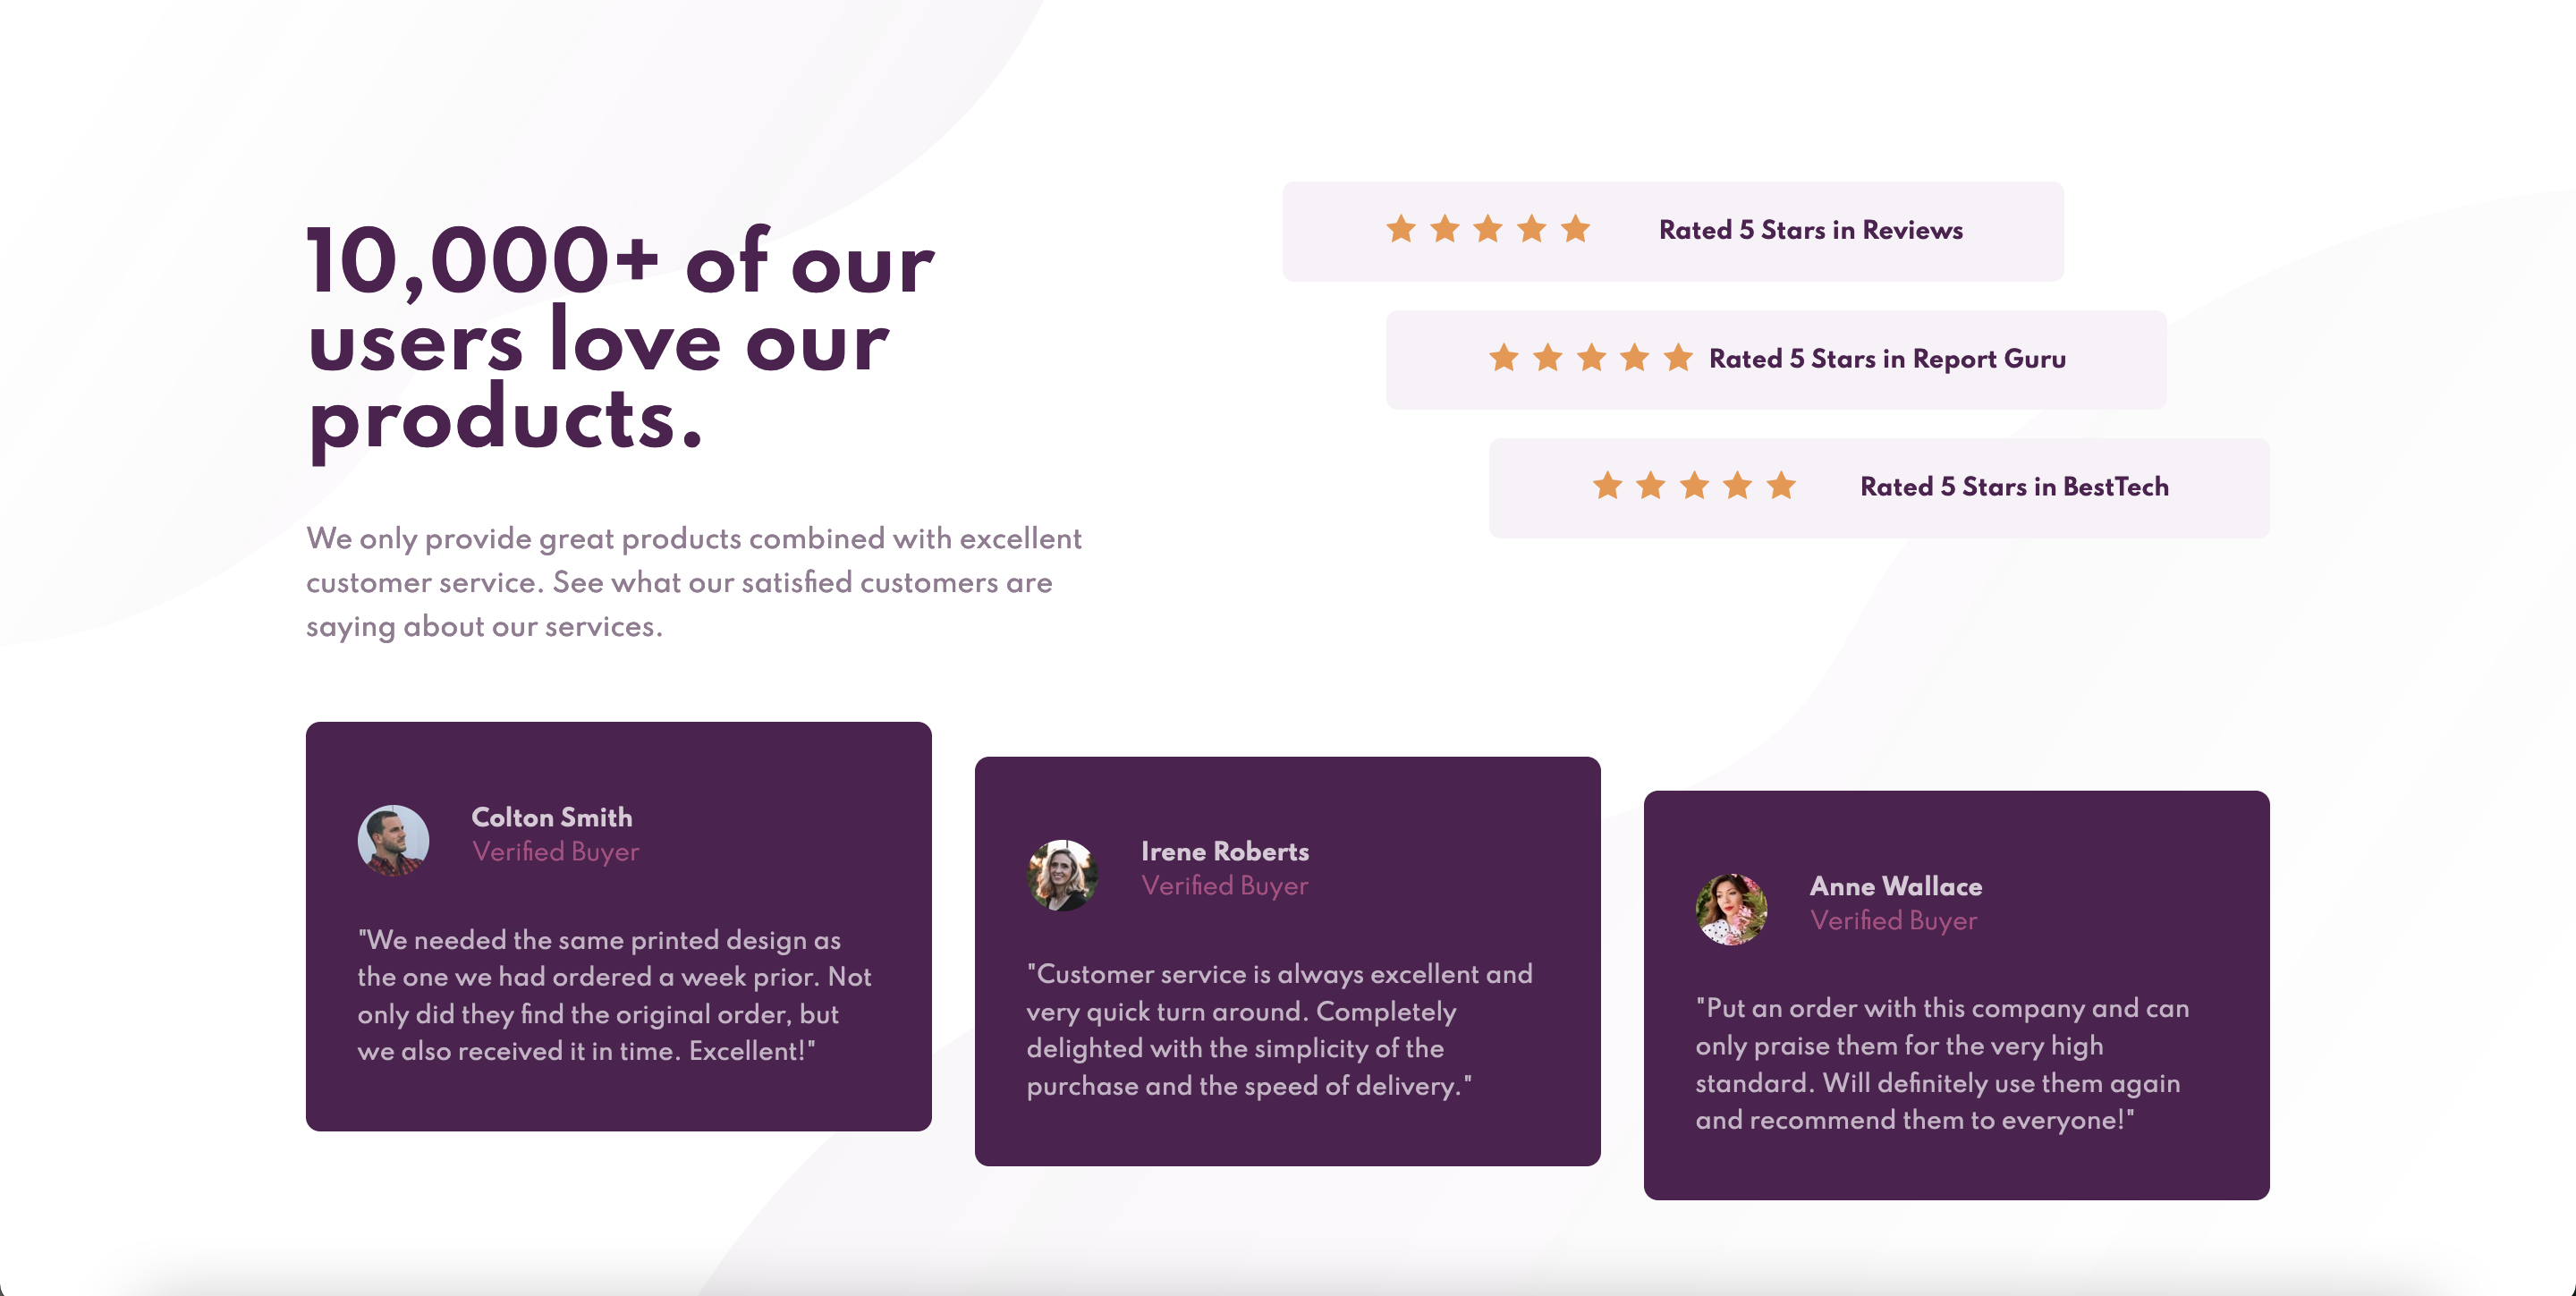 10,000+ of our
users love our
products.
We only provide great products combined with excellent
customer service. See what our satisfied customers are
saying about our services.
Rated 5 Stars in Reviews
Rated 5 Stars in Report Guru
Rated 5 Stars in BestTech
Colton Smith
Verified Buyer
"We needed the same printed design as
the one we had ordered a week prior. Not
only did they find the original order, but
we also received it in time. Excellent!"
Irene Roberts
Verified Buyer
"Customer service is always excellent and
very quick turn around. Completely
delighted with the simplicity of the
purchase and the speed of delivery."
Anne Wallace
Verified Buyer
"Put an order with this company and can
only praise them for the very high
standard. Will definitely use them again
and recommend them to everyone!"